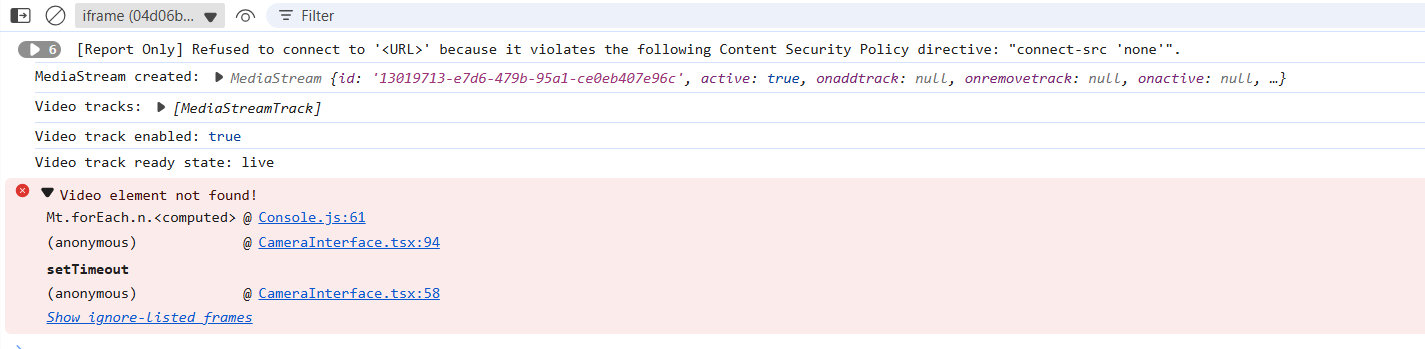 iframe (04d06b... Filter
6 [Report Only] Refused to connect to '<URL>' because it violates the following Content Security Policy directive: "connect-src 'none'".
MediaStream created: MediaStream {id: '13019713-e7d6-479b-95a1-ce0eb407e96c', active: true, onaddtrack: null, onremovetrack: null, onactive: null, …}
Video tracks: [MediaStreamTrack]
Video track enabled: true
Video track ready state: live
Video element not found!
Mt.forEach.n.<computed> @ Console.js:61
(anonymous) @ CameraInterface.tsx:94
setTimeout
(anonymous) @ CameraInterface.tsx:58
Show ignore-listed frames